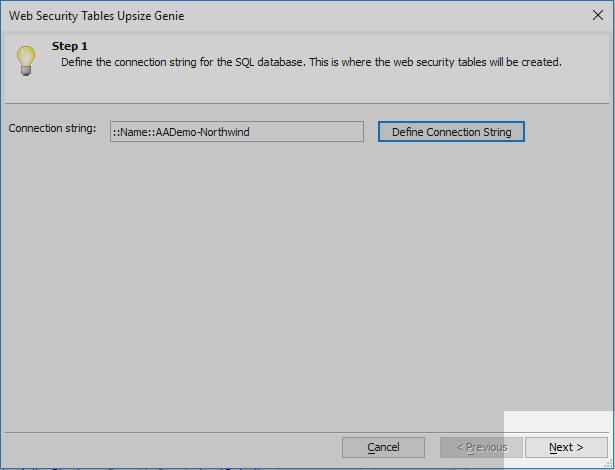 Web Security Tables Upsize Genie
Step 1
Define the connection string for the SQL database. This is where the web security tables will be created.
Connection string: ::Name::AADemo-Northwind Define Connection String
Cancel < Previous Next >